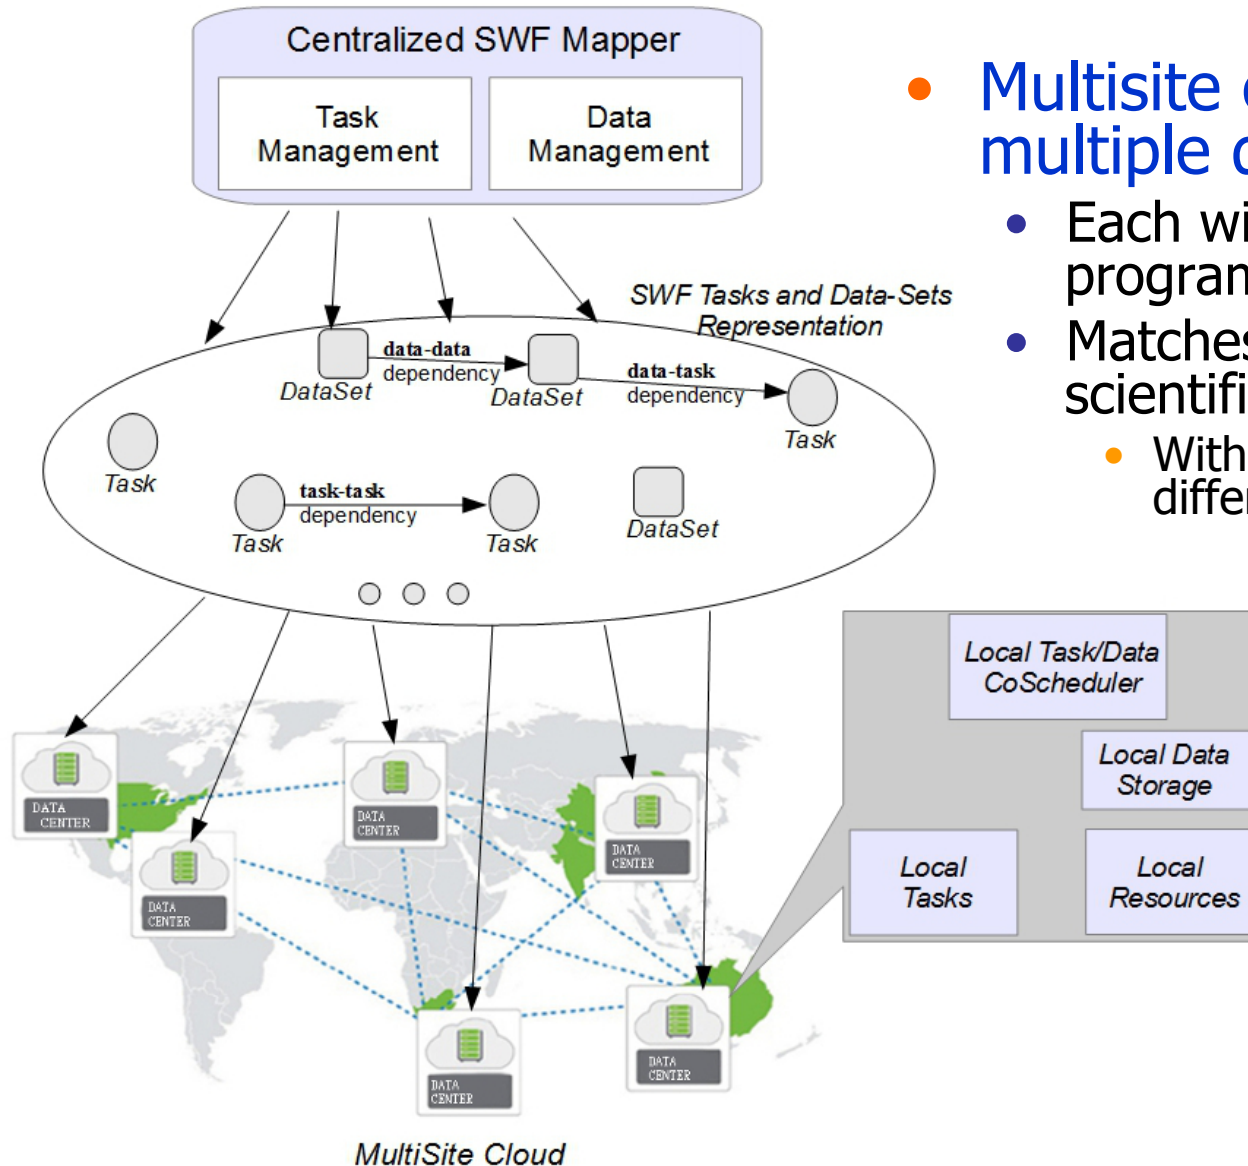 Centralized SWF Mapper
Task
Management
Data
Management
Multisite
multiple
Each
Matches
scientifi
With
differ
SWF Tasks and Data-Sets
Representation
data-data
dependency
DataSet
DataSet
data-task
dependency
Task
Task
task-task
dependency
Task
Task
DataSet
Local Task/Data
CoScheduler
Local Data
Storage
Local
Tasks
Local
Resources
DATA
CENTER
DATA
CENTER
DATA
CENTER
DATA
CENTER
DATA
CENTER
DATA
CENTER
MultiSite Cloud